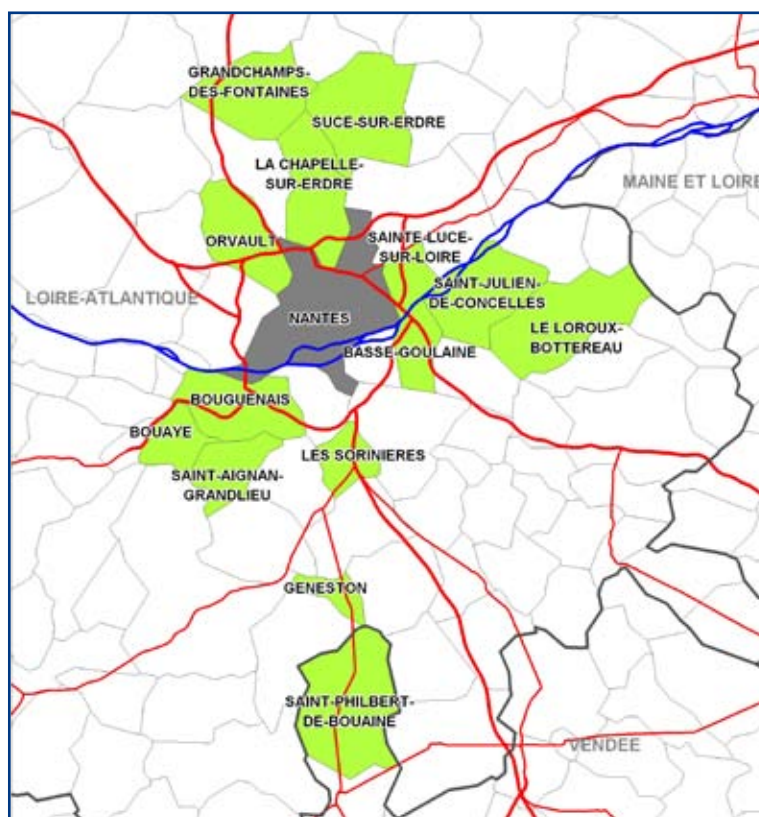 GRANDCHAMPS-
DES-FONTAINES
SUCE-SUR-ERDRE
LA CHAPELLE-
SUR-ERDRE
MAINE ET LOIRE
ORVAULT
SAINTE-LUCE-
SUR-LOIRE
SAINT-JULIEN-
DE-CONCELLES
LOIRE-ATLANTIQUE
NANTES
LE LOROUX-
BOTTEREAU
BASSE-GOULAINE
BOUGUENAIS
BOUAYE
LES SORINIERES
SAINT-AIGNAN-
GRANDLIEU
GENESTON
SAINT-PHILBERT-
DE-BOUAINE
VENDEE